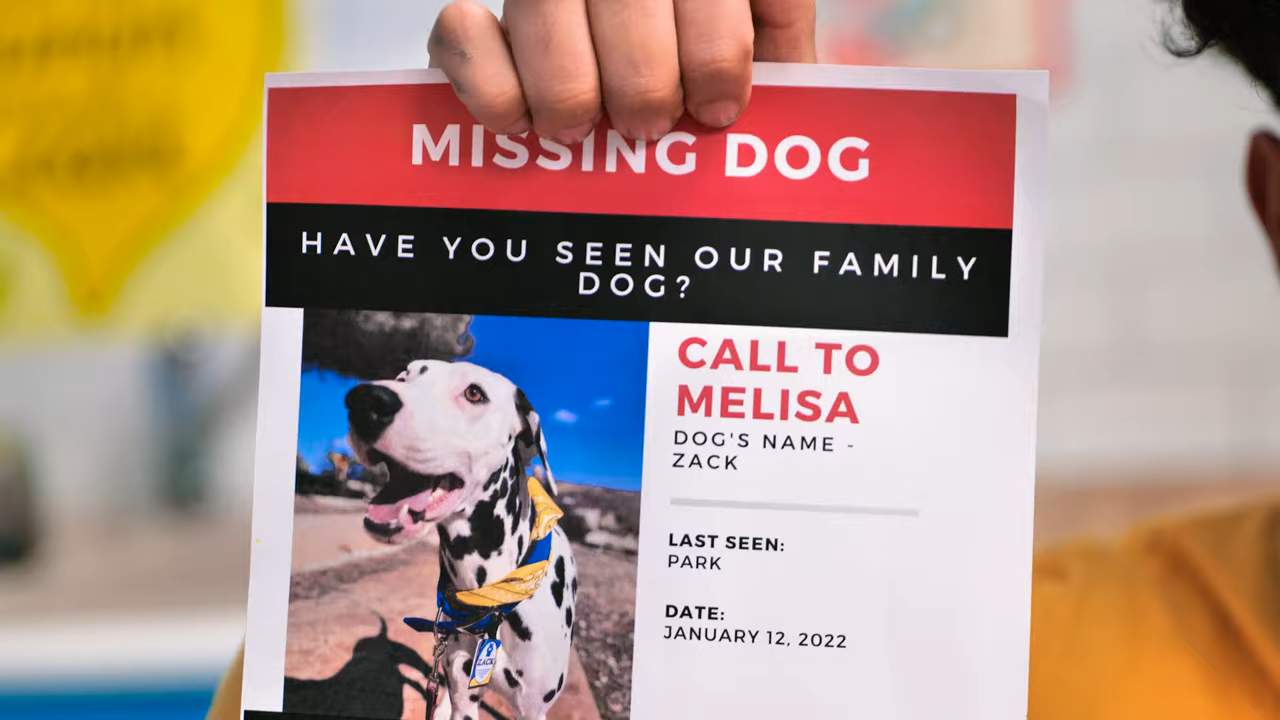 MISSING DOG
HAVE YOU SEEN OUR FAMILY
DOG?
CALL TO
MELISA
DOG'S NAME -
ZACK
LAST SEEN:
PARK
DATE:
JANUARY 12, 2022
ZACK